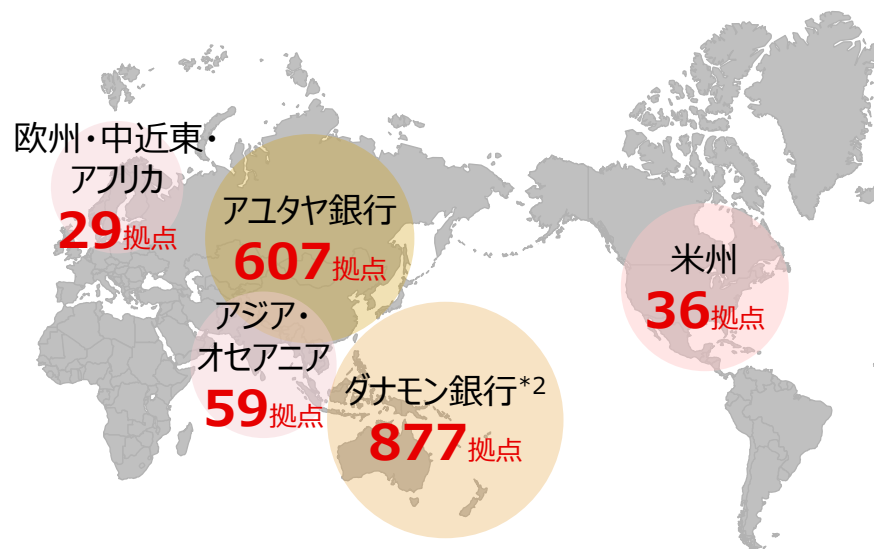 欧州・中近東・
アフリカ
29拠点
アユタヤ銀行
607拠点
アジア・
オセアニア
59拠点
ダナモン銀行*2
877拠点
米州
36拠点